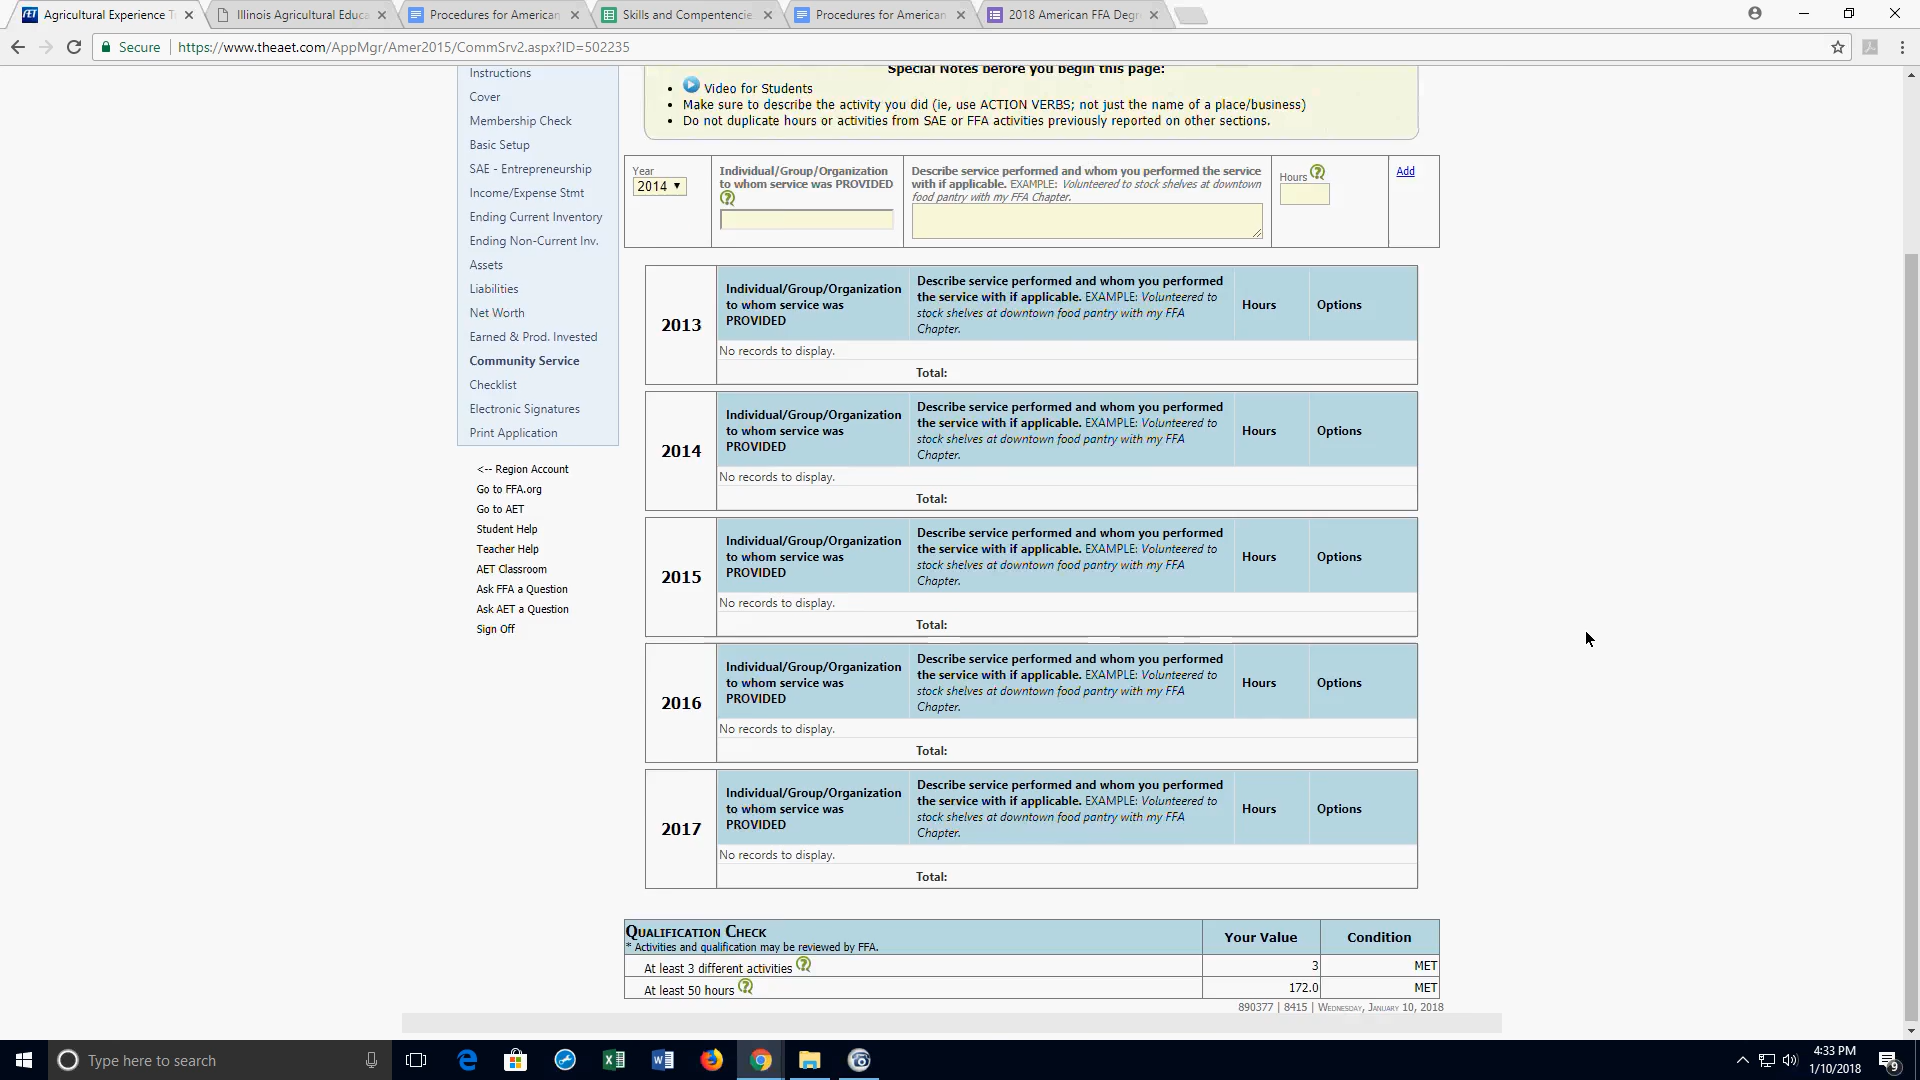 Agricultural Experience T
Illinois Agricultural Educa
Procedures for American
Skills and Competencie
Procedures for American
2018 American FFA Degr
Secure
https://www.theaet.com/AppMgr/Amer2015/CommSrv2.aspx?ID=502235
Instructions
Cover
Membership Check
Basic Setup
SAE - Entrepreneurship
Income/Expense Stmt
Ending Current Inventory
Ending Non-Current Inv.
Assets
Liabilities
Net Worth
Earned & Prod. Invested
Community Service
Checklist
Electronic Signatures
Print Application
<-- Region Account
Go to FFA.org
Go to AET
Student Help
Teacher Help
AET Classroom
Ask FFA a Question
Ask AET a Question
Sign Off
Special Notes before you begin this page:
• Video for Students
• Make sure to describe the activity you did (ie, use ACTION VERBS; not just the name of a place/business)
• Do not duplicate hours or activities from SAE or FFA activities previously reported on other sections.
Year
2014
Individual/Group/Organization
to whom service was PROVIDED
Describe service performed and whom you performed the service
with if applicable. EXAMPLE: Volunteered to stock shelves at downtown
food pantry with my FFA Chapter.
Hours
Add
2013
Individual/Group/Organization
to whom service was
PROVIDED
Describe service performed and whom you performed
the service with if applicable. EXAMPLE: Volunteered to
stock shelves at downtown food pantry with my FFA
Chapter.
Hours
Options
No records to display.
Total:
2014
Individual/Group/Organization
to whom service was
PROVIDED
Describe service performed and whom you performed
the service with if applicable. EXAMPLE: Volunteered to
stock shelves at downtown food pantry with my FFA
Chapter.
Hours
Options
No records to display.
Total:
2015
Individual/Group/Organization
to whom service was
PROVIDED
Describe service performed and whom you performed
the service with if applicable. EXAMPLE: Volunteered to
stock shelves at downtown food pantry with my FFA
Chapter.
Hours
Options
No records to display.
Total:
2016
Individual/Group/Organization
to whom service was
PROVIDED
Describe service performed and whom you performed
the service with if applicable. EXAMPLE: Volunteered to
stock shelves at downtown food pantry with my FFA
Chapter.
Hours
Options
No records to display.
Total:
2017
Individual/Group/Organization
to whom service was
PROVIDED
Describe service performed and whom you performed
the service with if applicable. EXAMPLE: Volunteered to
stock shelves at downtown food pantry with my FFA
Chapter.
Hours
Options
No records to display.
Total:
QUALIFICATION CHECK
* Activities and qualification may be reviewed by FFA.
Your Value
Condition
At least 3 different activities
3
MET
At least 50 hours
172.0
MET
890377 | 8415 | WEDNESDAY, JANUARY 10, 2018
Type here to search
4:33 PM
1/10/2018
9